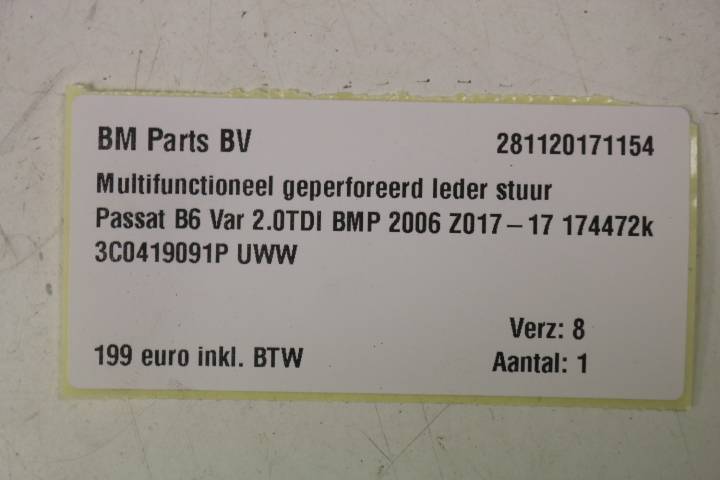 BM Parts BV 281120171154
Multifunctioneel geperforeerd leder stuur
Passat B6 Var 2.0TDI BMP 2006 Z017-17 174472k
3C0419091P UWW
Verz: 8
199 euro inkl. BTW Aantal: 1